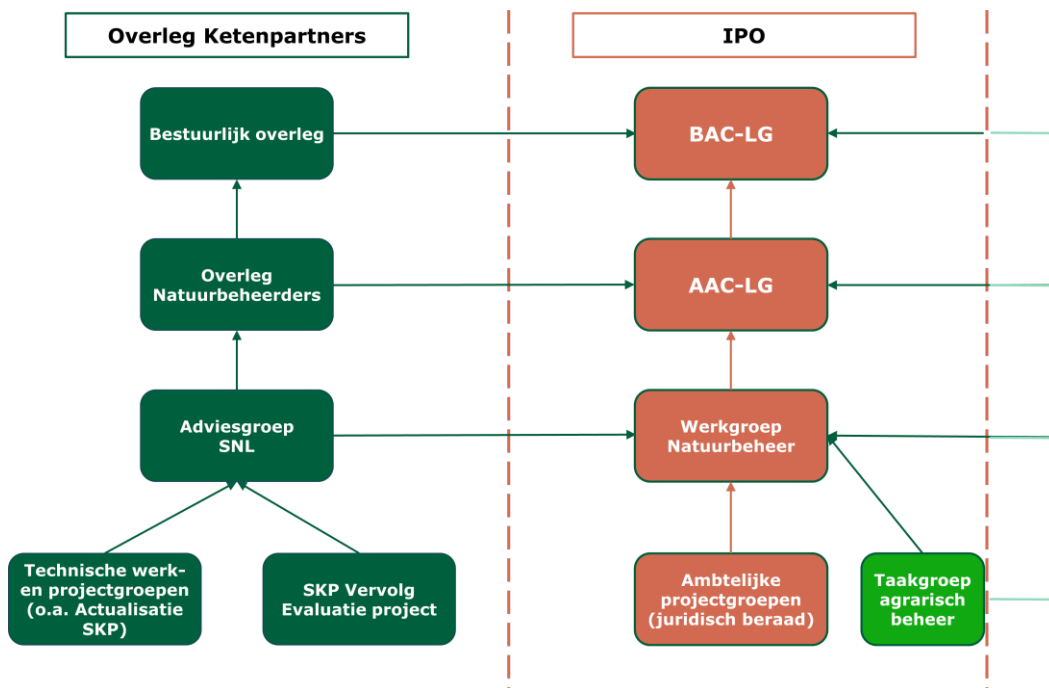 Overleg Ketenpartners
IPO
Bestuurlijk overleg
BAC-LG
Overleg
Natuurbeheerders
AAC-LG
Adviesgroep
SNL
Werkgroep
Natuurbeheer
Technische werk-
en projectgroepen
(o.a. Actualisatie
SKP)
SKP Vervolg
Evaluatie project
Ambtelijke
projectgroepen
(juridisch beraad)
Taakgroep
agrarisch
beheer